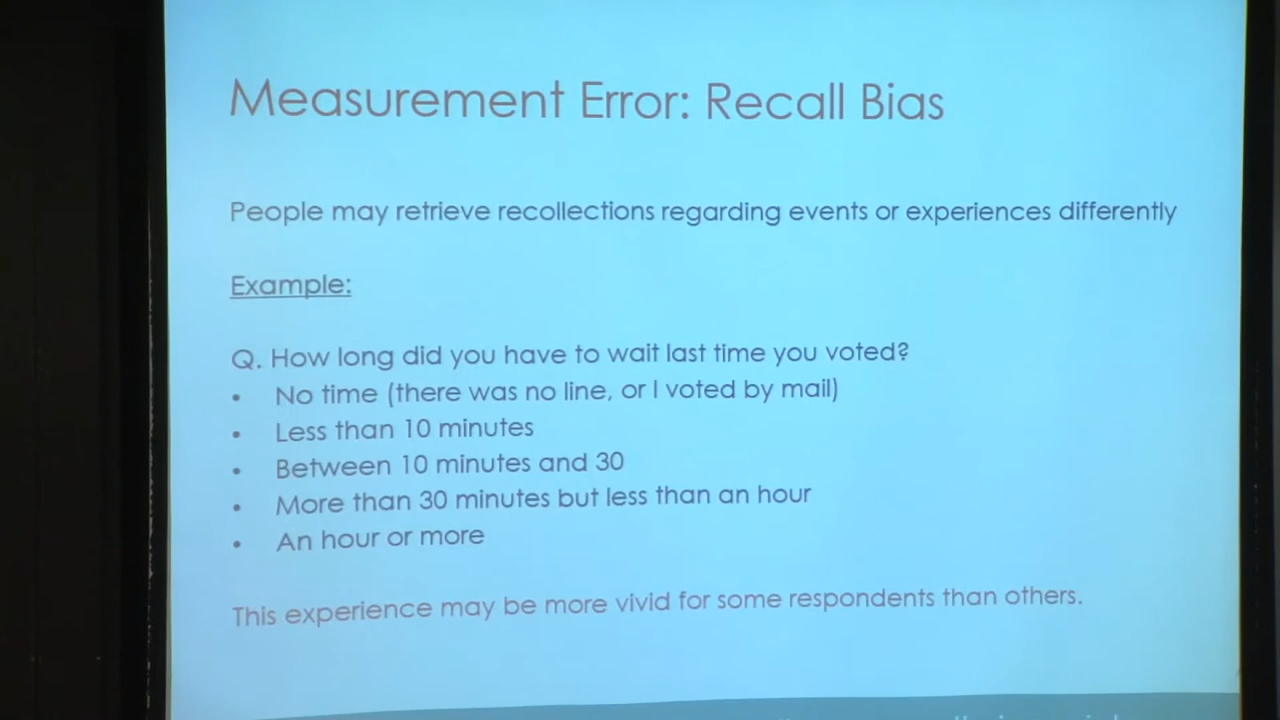 Measurement Error: Recall Bias
People may retrieve recollections regarding events or experiences differently
Example:
Q. How long did you have to wait last time you voted?
• No time (there was no line, or I voted by mail)
• Less than 10 minutes
• Between 10 minutes and 30
• More than 30 minutes but less than an hour
• An hour or more
This experience may be more vivid for some respondents than others.